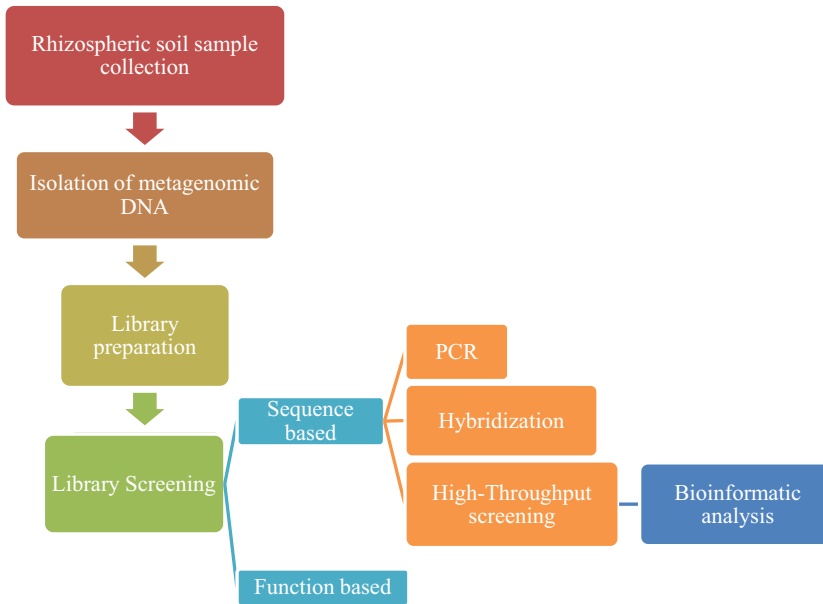 Rhizospheric soil sample
collection
Isolation of metagenomic
DNA
Library
preparation
Library Screening
Sequence
based
Function based
PCR
Hybridization
High-Throughput
screening
Bioinformatic
analysis